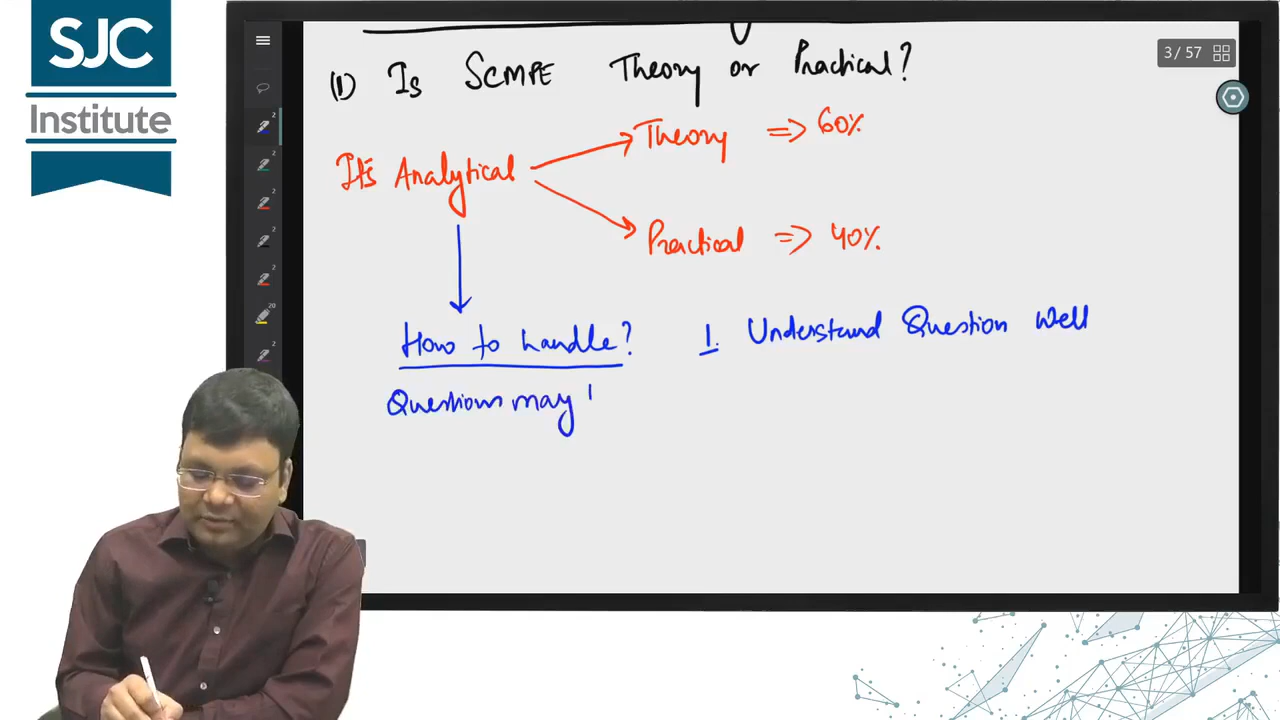 SJC
Institute
3 / 57
(1) Is SCMPE Theory or Practical?
Theory => 60%
It's Analytical
Practical => 40%
How to handle? 1. Understand Question Well
Questions may